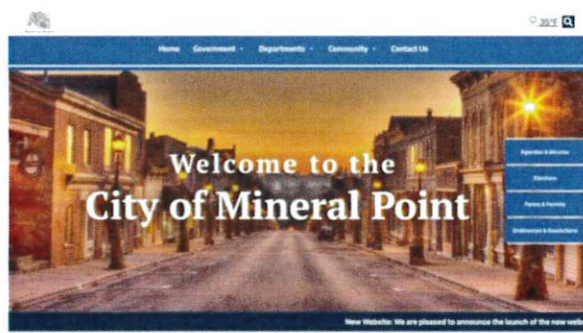 35°F
Home Government Departments Community Contact Us
Welcome to the
City of Mineral Point
Agendas & Minutes
Elections
Forms & Permits
Ordinances & Resolutions
New Website: We are pleased to announce the launch of the new